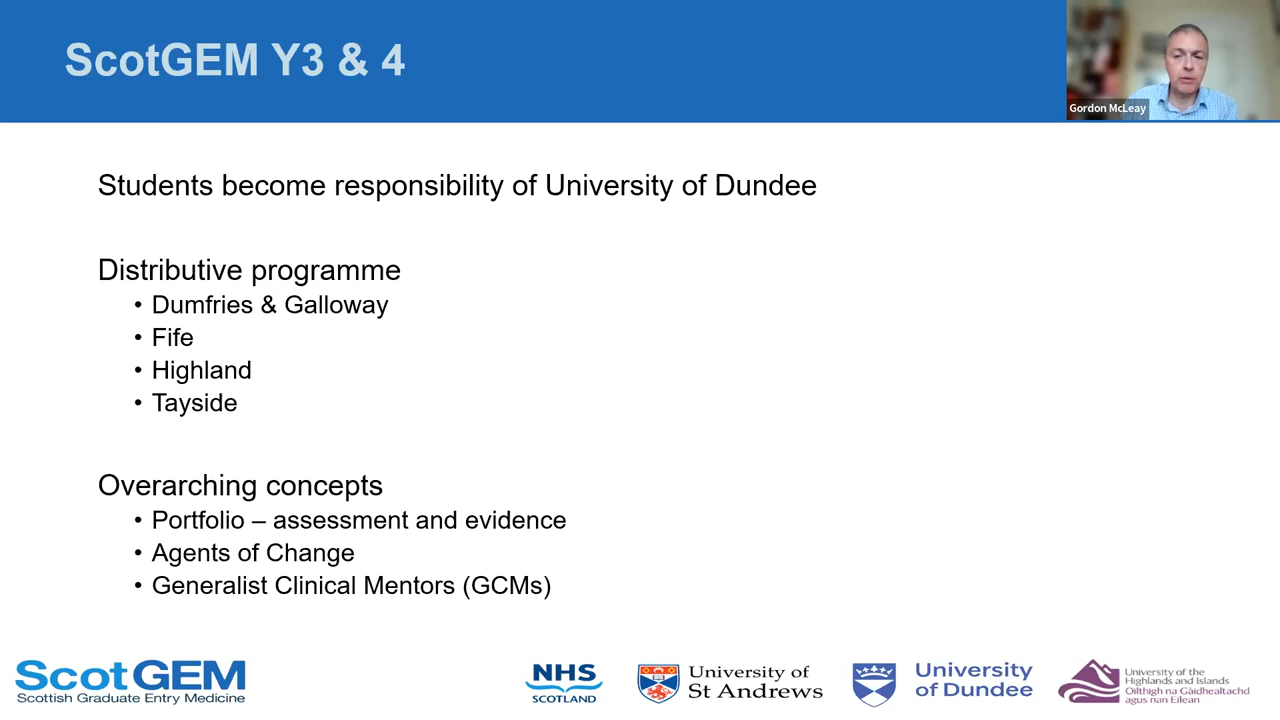 ScotGEM Y3 & 4
Gordon McLeay
Students become responsibility of University of Dundee
Distributive programme
• Dumfries & Galloway
• Fife
• Highland
• Tayside
Overarching concepts
• Portfolio – assessment and evidence
• Agents of Change
• Generalist Clinical Mentors (GCMs)
ScotGEM
Scottish Graduate Entry Medicine
NHS
SCOTLAND
University of
St Andrews
University
of Dundee
University of the
Highlands and Islands
Oilthigh na Gàidhealtachd
agus nan Eilean